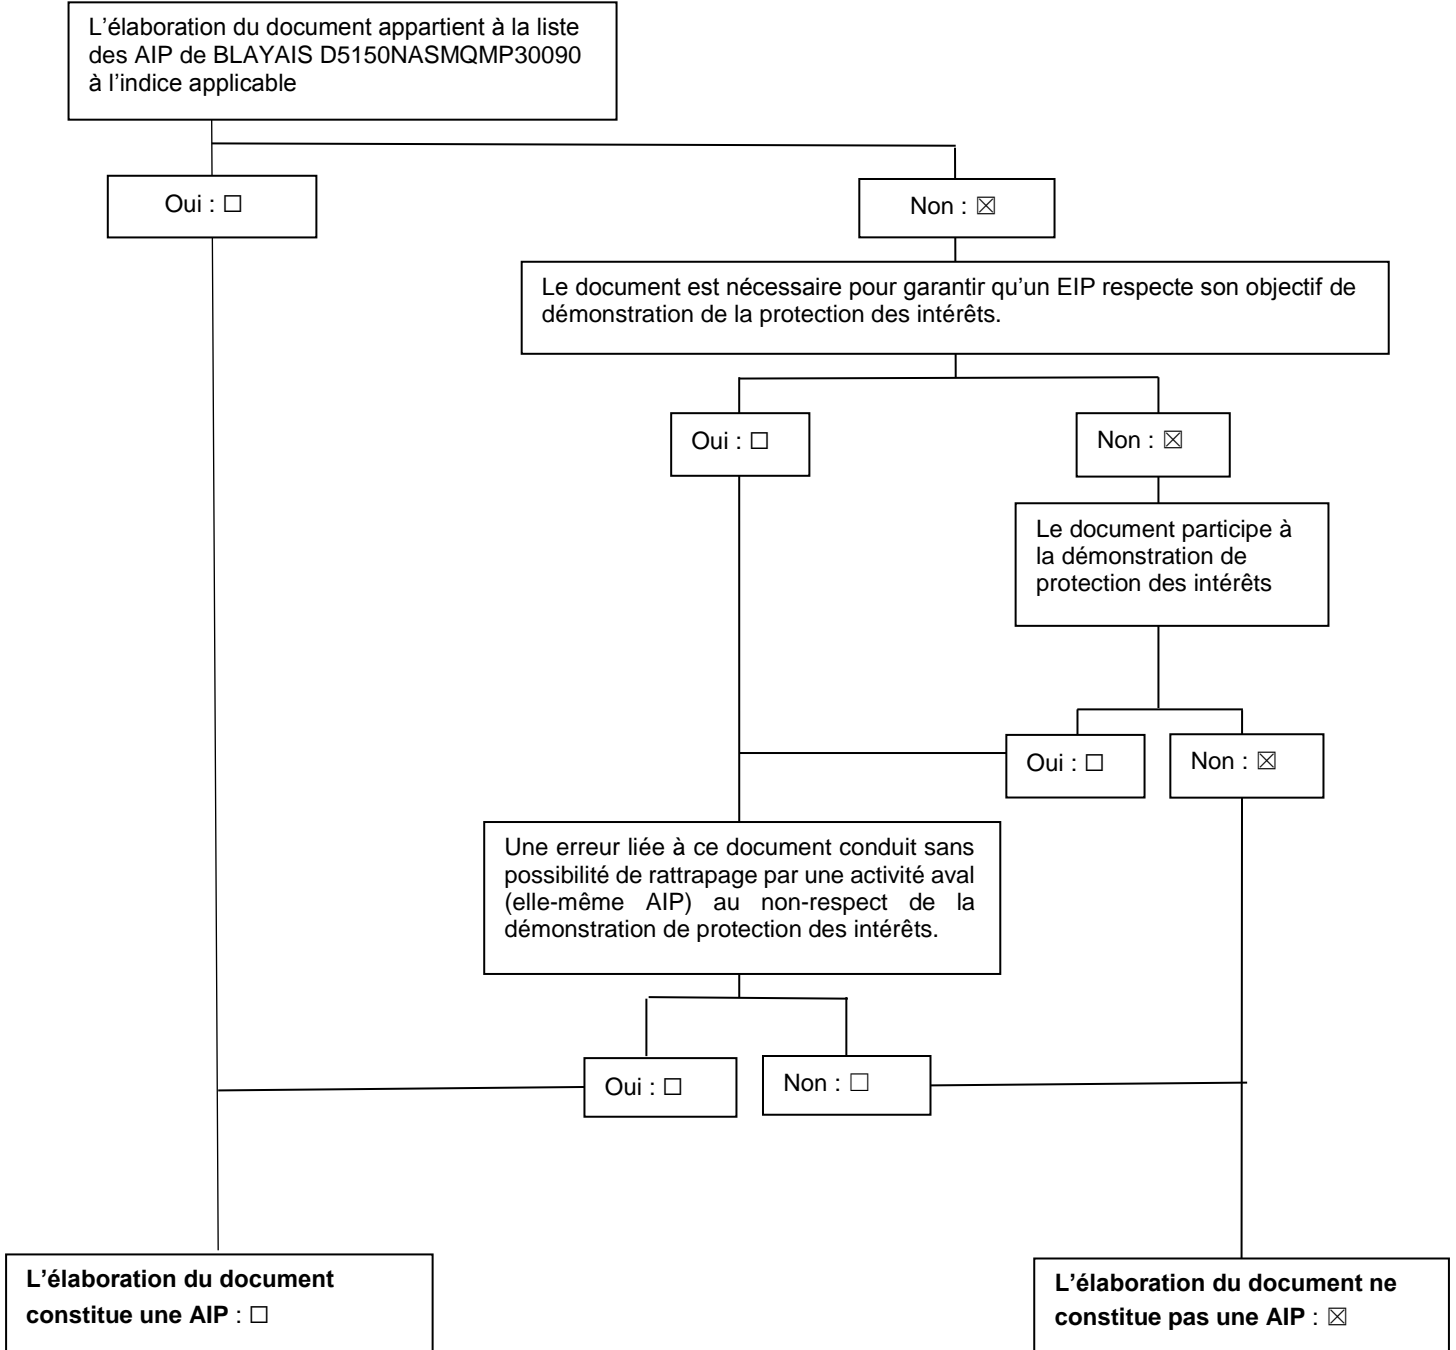 L'élaboration du document appartient à la liste
des AIP de BLAYAIS D5150NASMQMP30090
à l'indice applicable
Oui : ☐
Non : ☒
Le document est nécessaire pour garantir qu'un EIP respecte son objectif de
démonstration de la protection des intérêts.
Oui : ☐
Non : ☒
Le document participe à
la démonstration de
protection des intérêts
Oui : ☐
Non : ☒
Une erreur liée à ce document conduit sans
possibilité de rattrapage par une activité aval
(elle-même AIP) au non-respect de la
démonstration de protection des intérêts.
Oui : ☐
Non : ☐
L'élaboration du document
constitue une AIP : ☐
L'élaboration du document ne
constitue pas une AIP : ☒